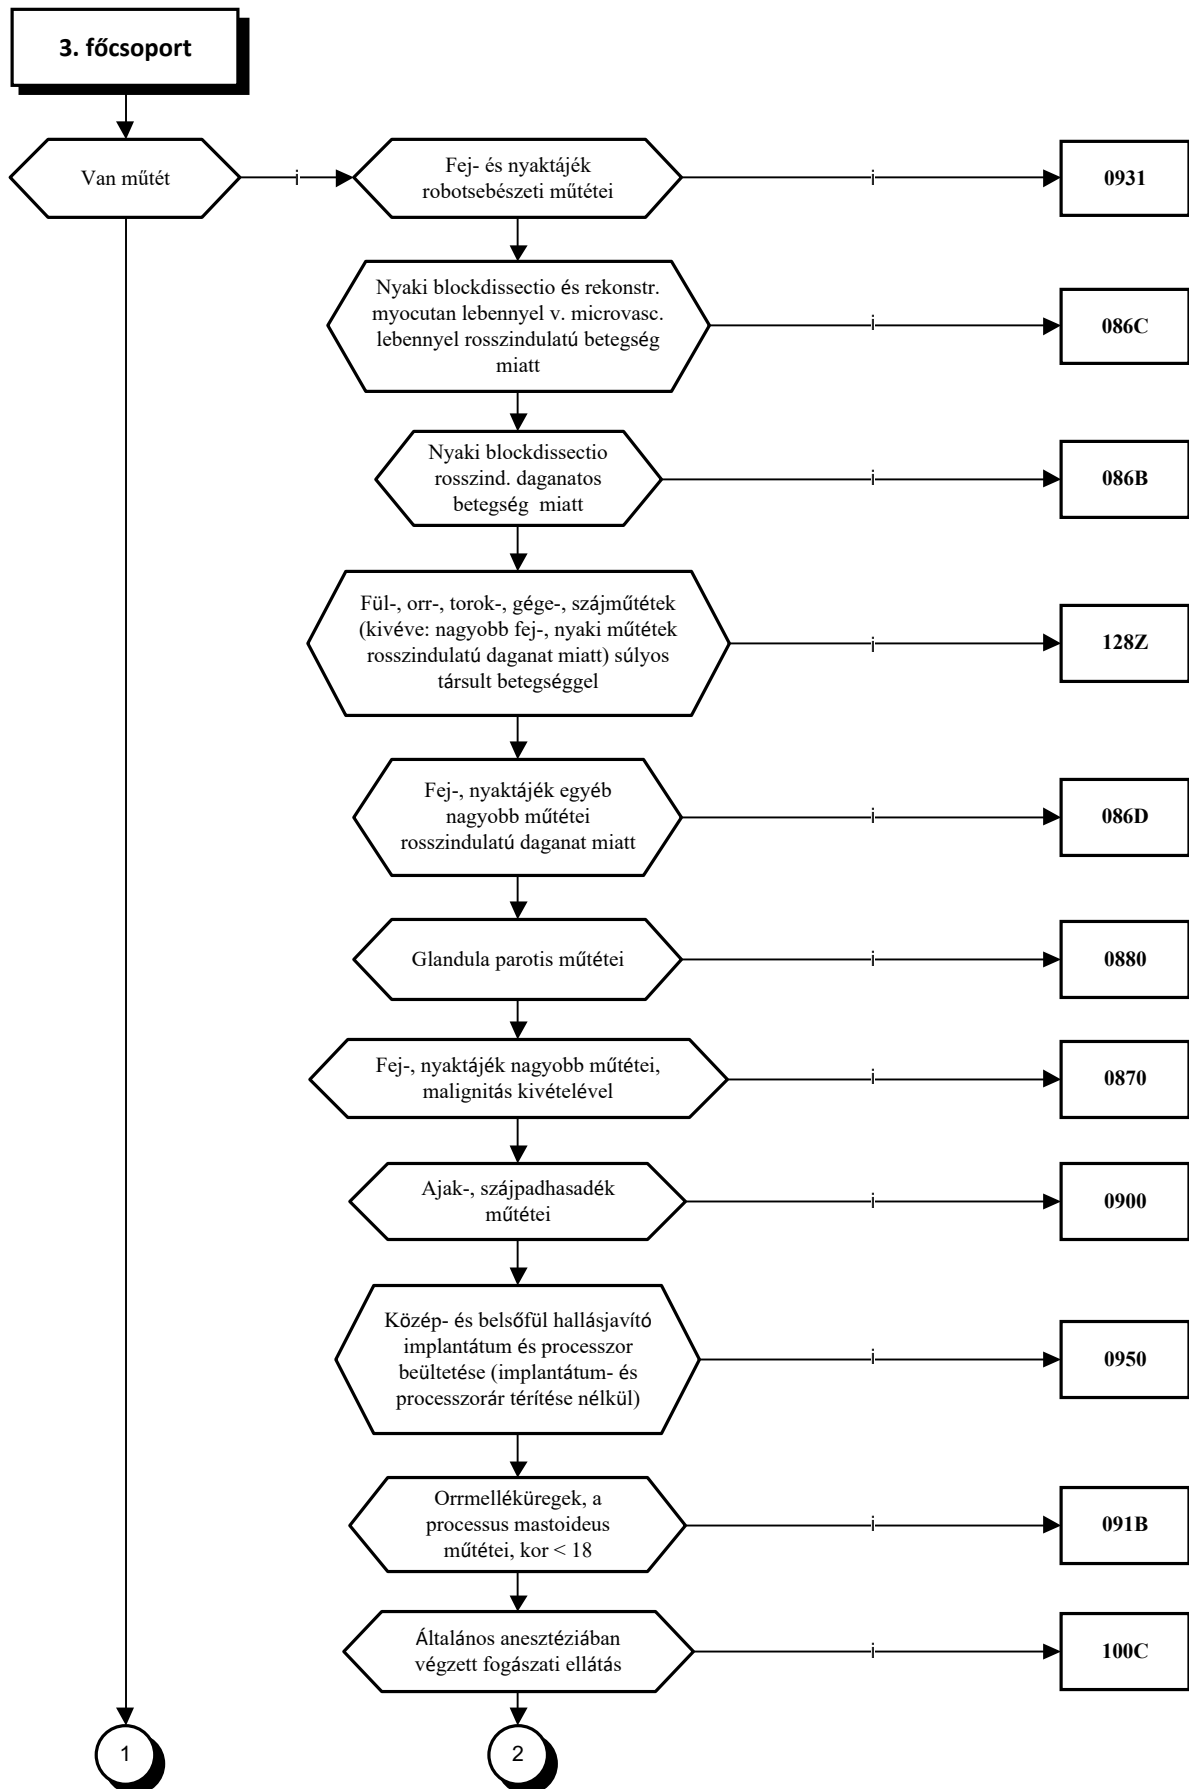 3. főcsoport
Van műtét
i
Fej- és nyaktájék
robotsebészeti műtétei
i
0931
Nyaki blockdissectio és rekonstr.
myocutan lebennyel v. microvasc.
lebennyel rosszindulatú betegség
miatt
i
086C
Nyaki blockdissectio
rosszind. daganatos
betegség miatt
i
086B
Fül-, orr-, torok-, gége-, szájműtétek
(kivéve: nagyobb fej-, nyaki műtétek
rosszindulatú daganat miatt) súlyos
társult betegséggel
i
128Z
Fej-, nyaktájék egyéb
nagyobb műtétei
rosszindulatú daganat miatt
i
086D
Glandula parotis műtétei
i
0880
Fej-, nyaktájék nagyobb műtétei,
malignitás kivételével
i
0870
Ajak-, szájpadhasadék
műtétei
i
0900
Közép- és belsőfül hallásjavító
implantátum és processzor
beültetése (implantátum- és
processzorár térítése nélkül)
i
0950
Orrmelléküregek, a
processus mastoideus
műtétei, kor < 18
i
091B
Általános anesztéziában
végzett fogászati ellátás
i
100C
1
2